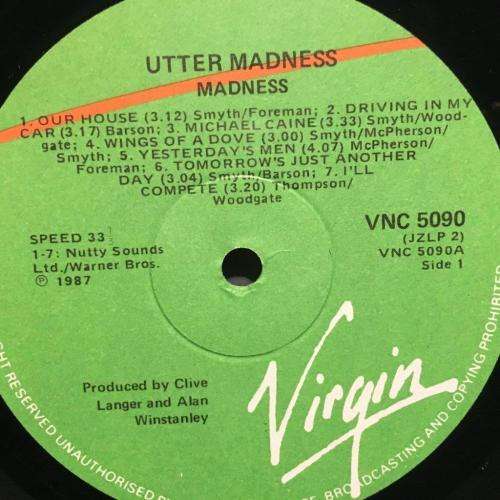 UTTER MADNESS
MADNESS
1. OUR HOUSE (3.12) Smyth/Foreman; 2. DRIVING IN MY
CAR (3.17) Barson; 3. MICHAEL CAINE (3.33) Smyth/Wood-
gate; 4. WINGS OF A DOVE (3.00) Smyth/McPherson/
Smyth; 5. YESTERDAY'S MEN (4.07) McPherson/
Foreman; 6. TOMORROW'S JUST ANOTHER
DAY (3.04) Smyth/Barson; 7. I'LL
COMPETE (3.20) Thompson/
Woodgate
SPEED 33⅓
1-7: Nutty Sounds
Ltd./Warner Bros.
℗ 1987
VNC 5090
(JZLP 2)
VNC 5090A
Side 1
Produced by Clive
Langer and Alan
Winstanley
Virgin
RESERVED UNAUTHORISED
BROADCASTING AND COPYING PROHIBITED